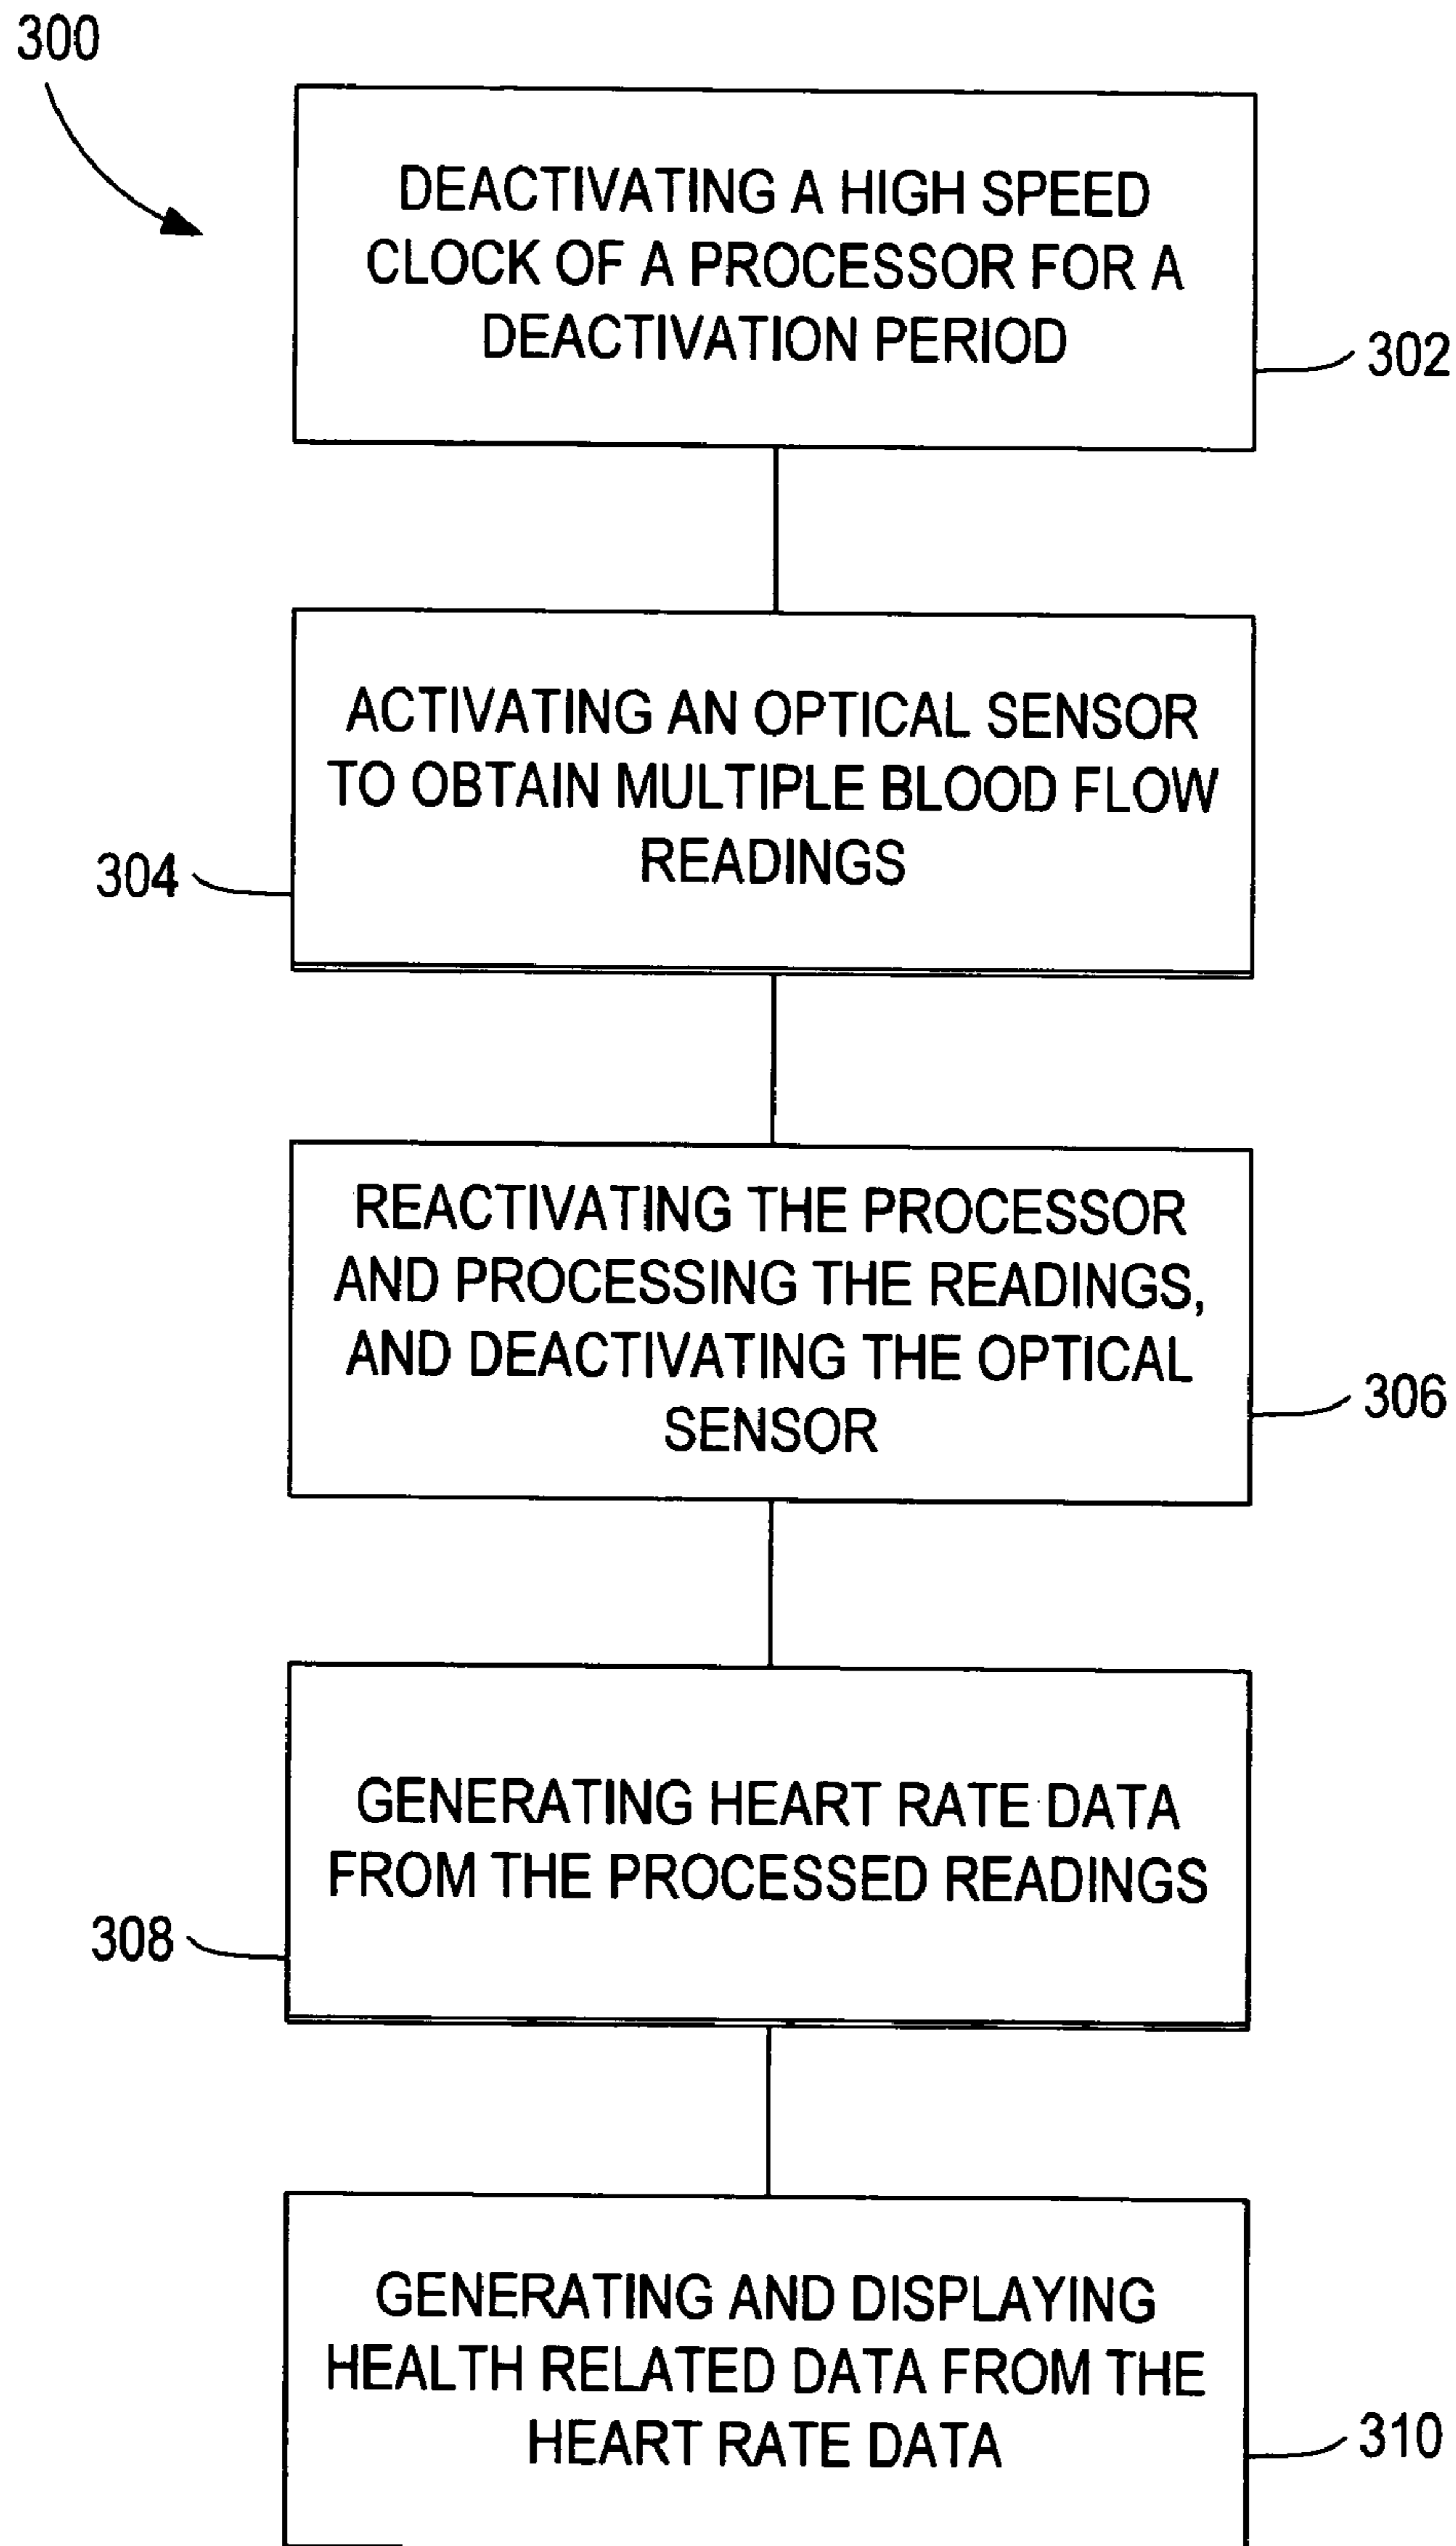 300
DEACTIVATING A HIGH SPEED
CLOCK OF A PROCESSOR FOR A
DEACTIVATION PERIOD
302
ACTIVATING AN OPTICAL SENSOR
TO OBTAIN MULTIPLE BLOOD FLOW
READINGS
304
REACTIVATING THE PROCESSOR
AND PROCESSING THE READINGS,
AND DEACTIVATING THE OPTICAL
SENSOR
306
GENERATING HEART RATE DATA
FROM THE PROCESSED READINGS
308
GENERATING AND DISPLAYING
HEALTH RELATED DATA FROM THE
HEART RATE DATA
310